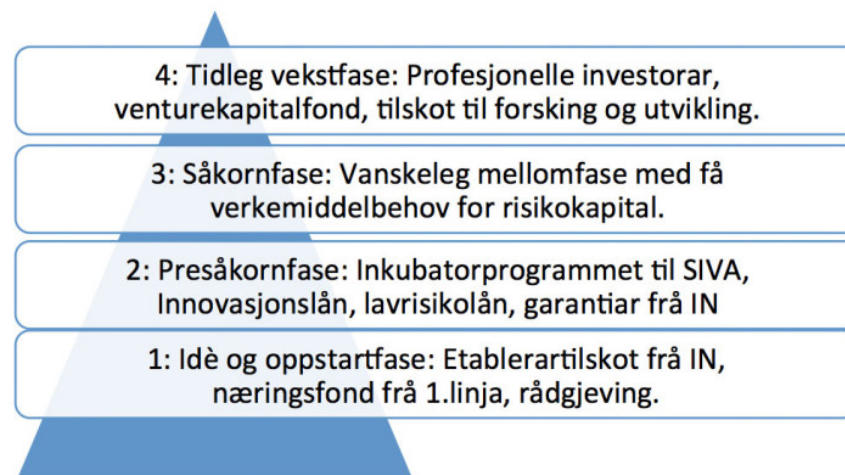 4: Tidleg vekstfase: Profesjonelle investorar,
venturekapitalfond, tilskot til forsking og utvikling.
3: Såkornfase: Vanskeleg mellomfase med få
verkemiddelbehov for risikokapital.
2: Presåkornfase: Inkubatorprogrammet til SIVA,
Innovasjonslån, lavrisikolån, garantiar frå IN
1: Idè og oppstartfase: Etablerartilskot frå IN,
næringsfond frå 1.linja, rådgjeving.